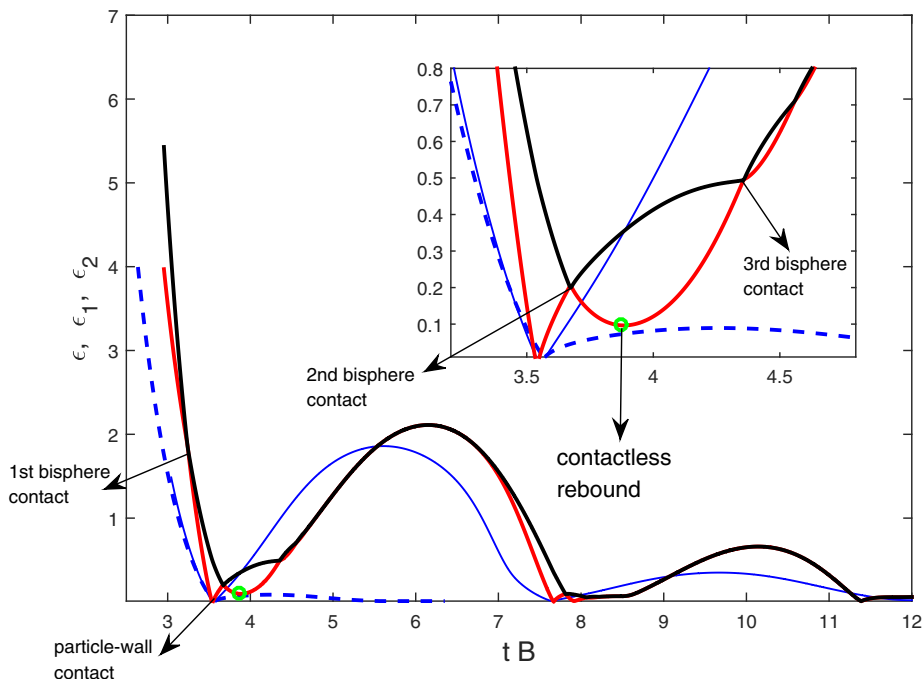 7
6
5
4
3
2
1
ϵ, ϵ1, ϵ2
3 4 5 6 7 8 9 10 11 12
t B
0.8
0.7
0.6
0.5
0.4
0.3
0.2
0.1
3.5 4 4.5
3rd bisphere
contact
2nd bisphere
contact
contactless
rebound
1st bisphere
contact
particle-wall
contact